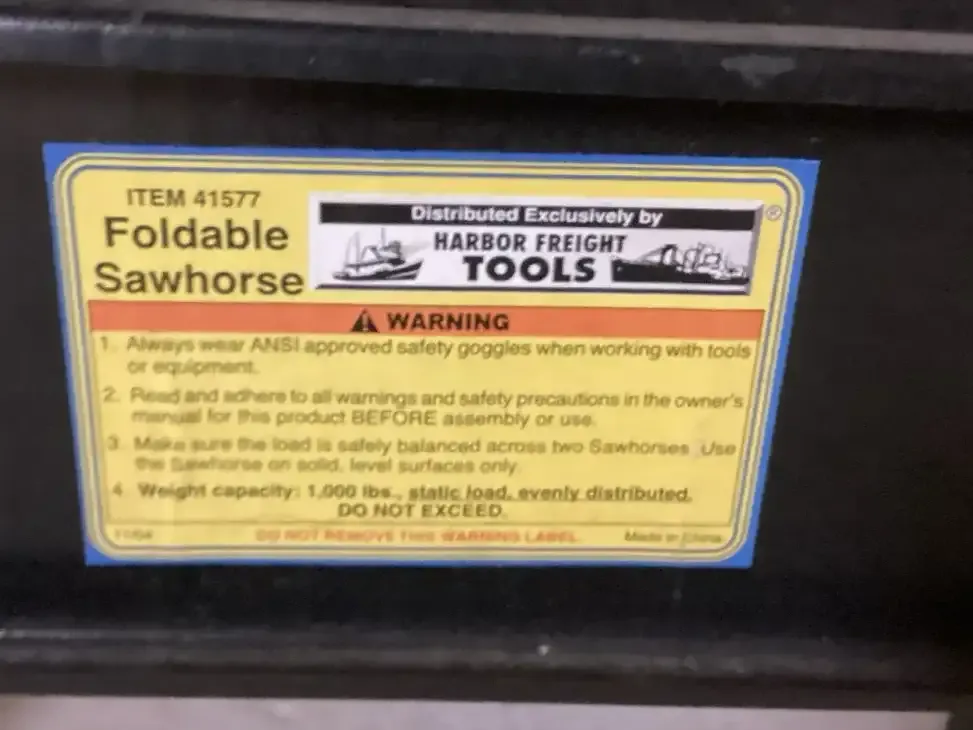 ITEM 41577
Foldable
Sawhorse
Distributed Exclusively by
HARBOR FREIGHT
TOOLS
®
WARNING
1. Always wear ANSI approved safety goggles when working with tools
or equipment.
2. Read and adhere to all warnings and safety precautions in the owner's
manual for this product BEFORE assembly or use.
3. Make sure the load is safely balanced across two Sawhorses. Use
this Sawhorse on solid, level surfaces only.
4. Weight capacity: 1,000 lbs., static load, evenly distributed.
DO NOT EXCEED.
DO NOT REMOVE THIS WARNING LABEL.
Made in China